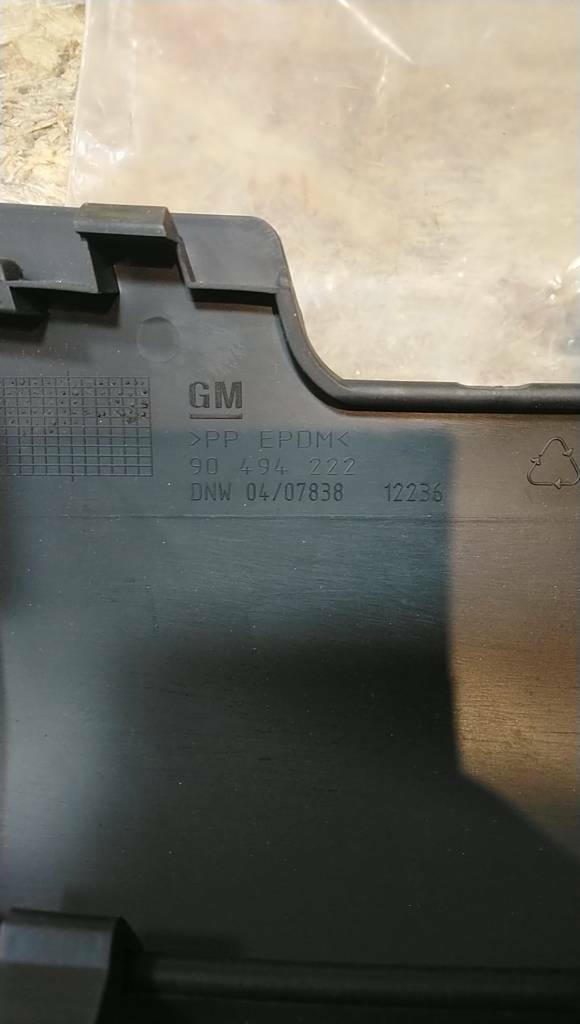 GM
>PP EPDM<
90 494 222
DNW 04/07838 12236